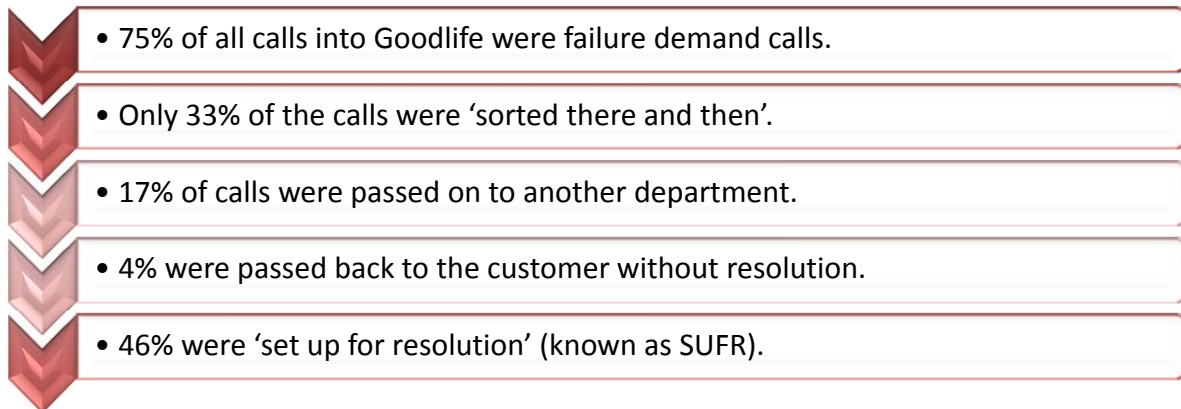 • 75% of all calls into Goodlife were failure demand calls.
• Only 33% of the calls were ‘sorted there and then’.
• 17% of calls were passed on to another department.
• 4% were passed back to the customer without resolution.
• 46% were ‘set up for resolution’ (known as SUFR).